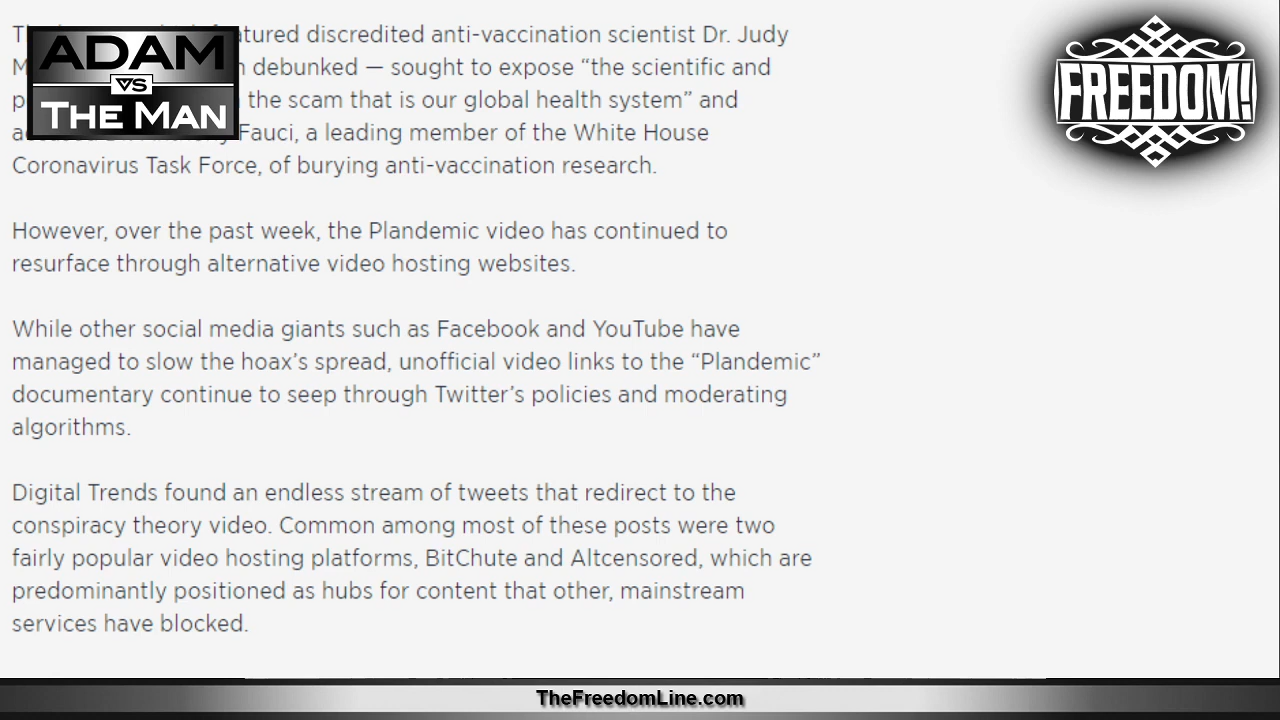 ADAM
VS
THE MAN
FREEDOM!
featured discredited anti-vaccination scientist Dr. Judy
debunked — sought to expose “the scientific and
the scam that is our global health system” and
Fauci, a leading member of the White House
Coronavirus Task Force, of burying anti-vaccination research.
However, over the past week, the Plandemic video has continued to
resurface through alternative video hosting websites.
While other social media giants such as Facebook and YouTube have
managed to slow the hoax’s spread, unofficial video links to the “Plandemic”
documentary continue to seep through Twitter’s policies and moderating
algorithms.
Digital Trends found an endless stream of tweets that redirect to the
conspiracy theory video. Common among most of these posts were two
fairly popular video hosting platforms, BitChute and Altcensored, which are
predominantly positioned as hubs for content that other, mainstream
services have blocked.
TheFreedomLine.com